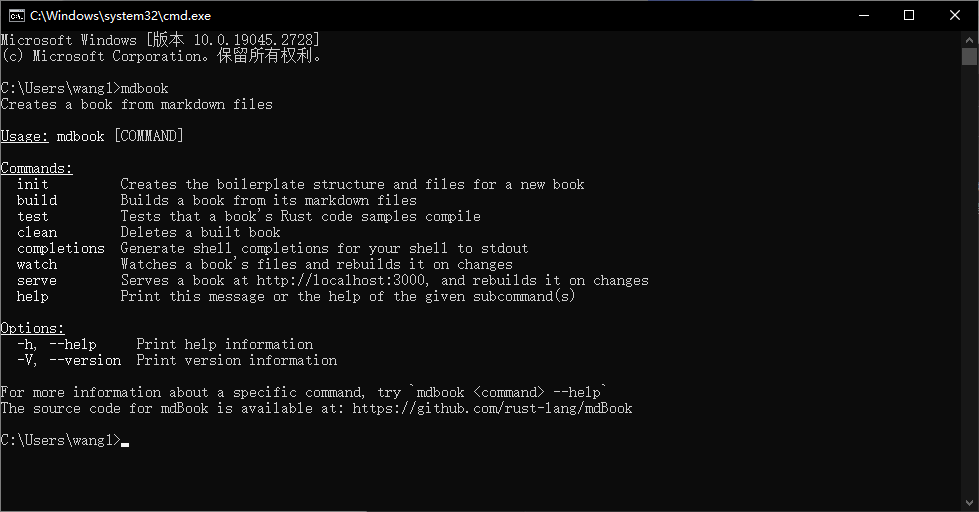 C:\Windows\system32\cmd.exe
Microsoft Windows [版本 10.0.19045.2728]
(c) Microsoft Corporation。保留所有权利。
C:\Users\wang1>mdbook
Creates a book from markdown files
Usage: mdbook [COMMAND]
Commands:
init Creates the boilerplate structure and files for a new book
build Builds a book from its markdown files
test Tests that a book's Rust code samples compile
clean Deletes a built book
completions Generate shell completions for your shell to stdout
watch Watches a book's files and rebuilds it on changes
serve Serves a book at http://localhost:3000, and rebuilds it on changes
help Print this message or the help of the given subcommand(s)
Options:
-h, --help Print help information
-V, --version Print version information
For more information about a specific command, try `mdbook <command> --help`
The source code for mdBook is available at: https://github.com/rust-lang/mdBook
C:\Users\wang1>